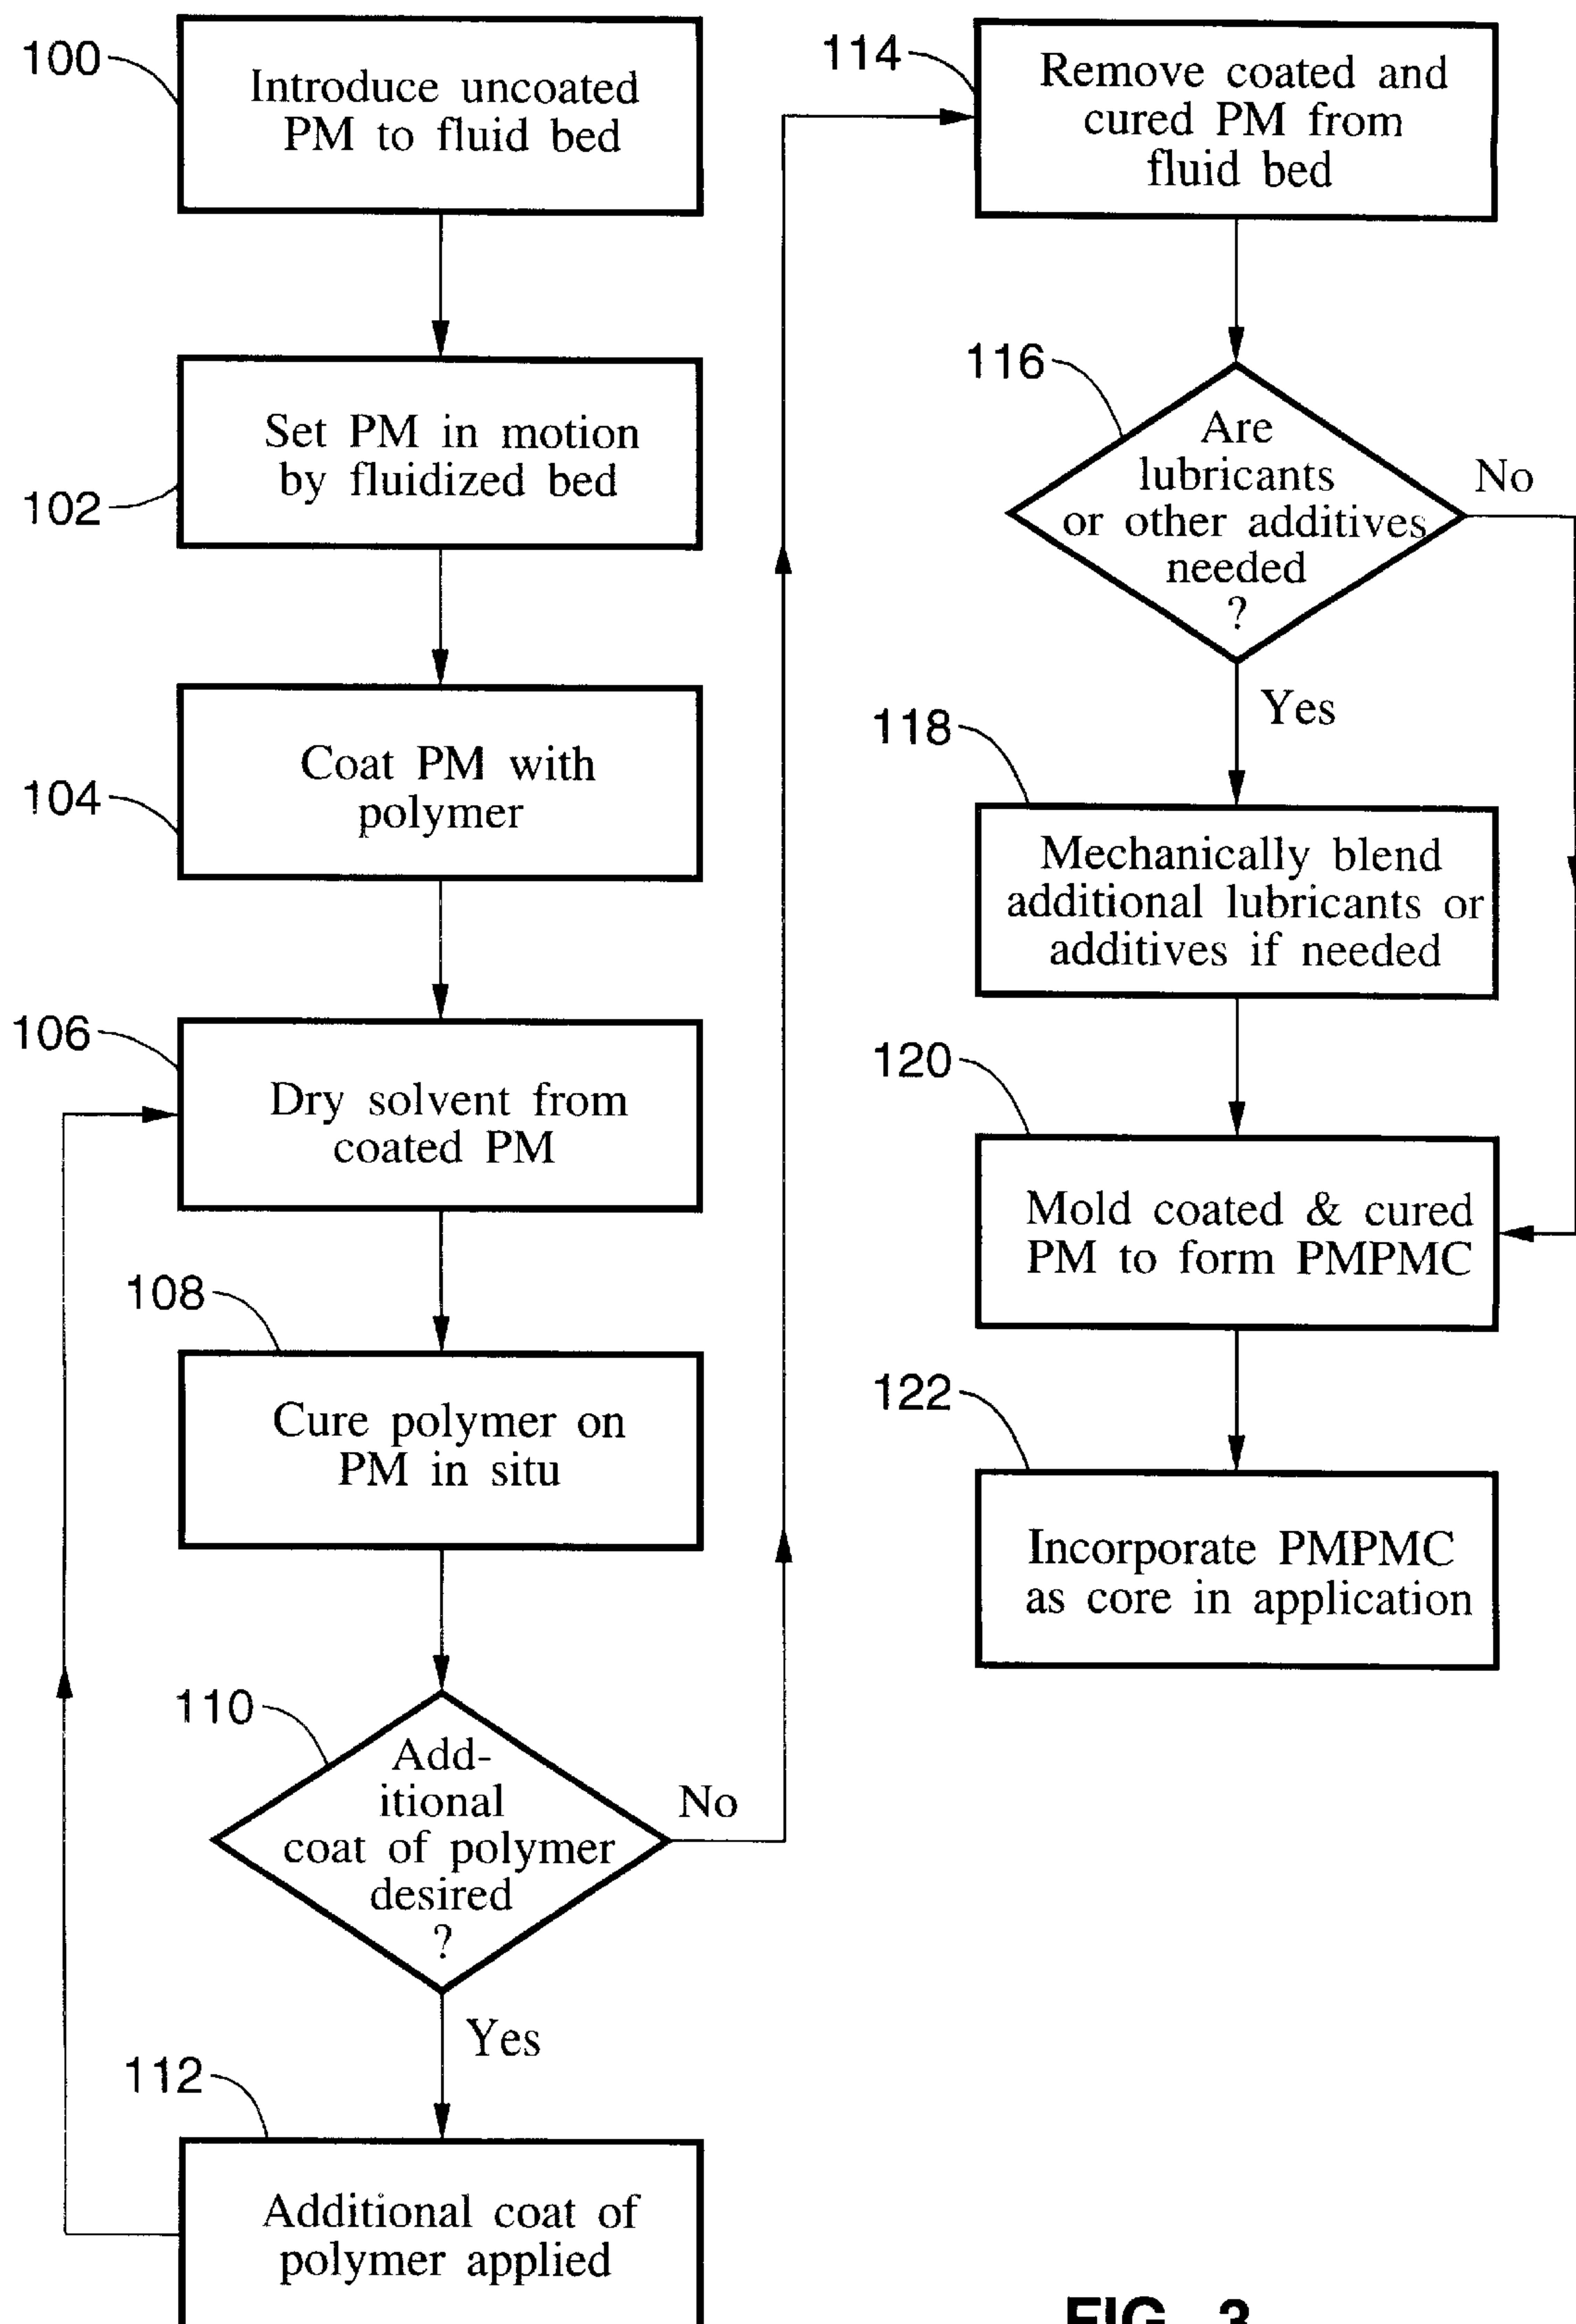 100
Introduce uncoated
PM to fluid bed
102
Set PM in motion
by fluidized bed
104
Coat PM with
polymer
106
Dry solvent from
coated PM
108
Cure polymer on
PM in situ
110
Add-
itional
coat of polymer
desired
?
No
Yes
112
Additional coat of
polymer applied
114
Remove coated and
cured PM from
fluid bed
116
Are
lubricants
or other additives
needed
?
No
Yes
118
Mechanically blend
additional lubricants or
additives if needed
120
Mold coated & cured
PM to form PMPMC
122
Incorporate PMPMC
as core in application
FIG. 3